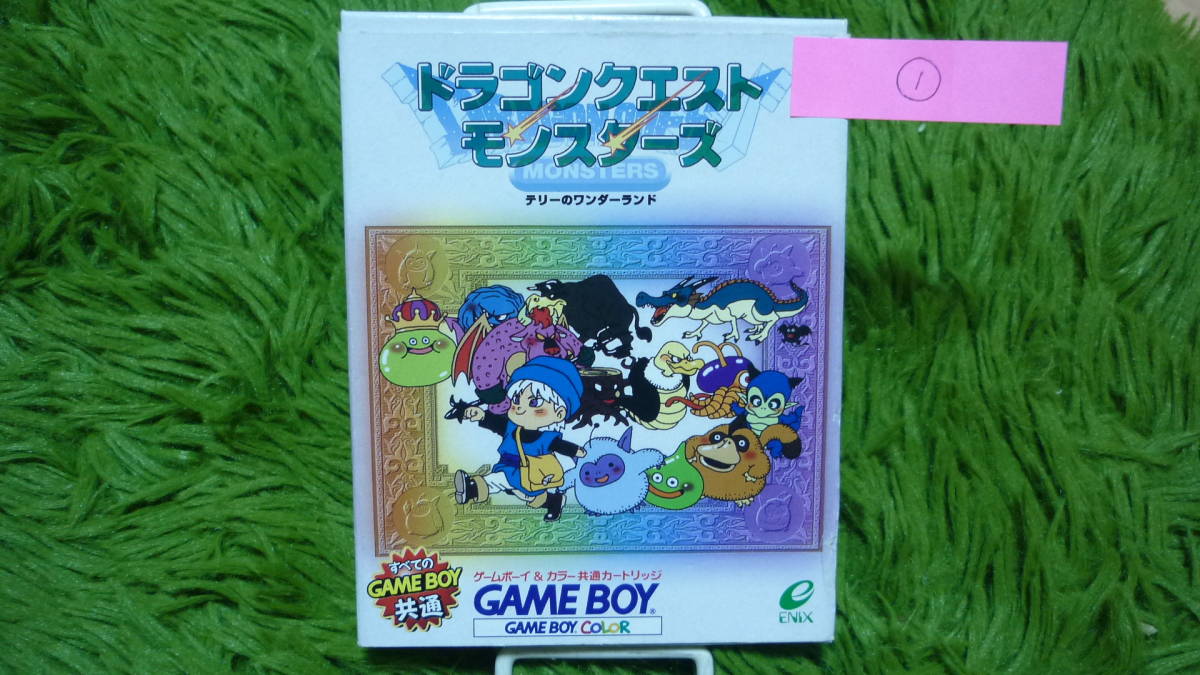 ドラゴンクエスト
モンスターズ
MONSTERS
テリーのワンダーランド
①
すべての
GAME BOY
共通
ゲームボーイ & カラー共通カートリッジ
GAME BOY®
GAME BOY COLOR
ENIX